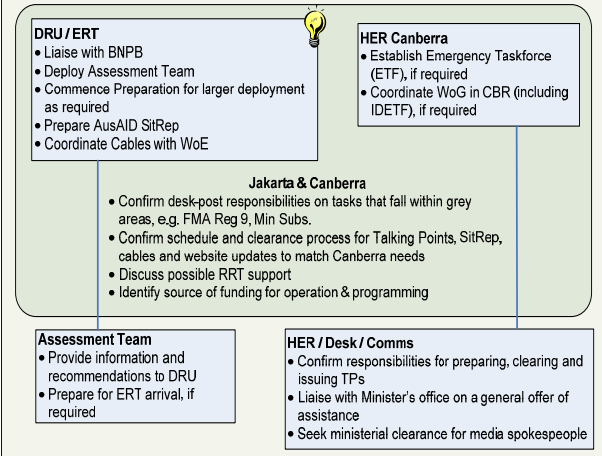 DRU / ERT
• Liaise with BNPB
• Deploy Assessment Team
• Commence Preparation for larger deployment
as required
• Prepare AusAID SitRep
• Coordinate Cables with WoE
HER Canberra
• Establish Emergency Taskforce
(ETF), if required
• Coordinate WoG in CBR (including
IDETF), if required
Jakarta & Canberra
• Confirm desk-post responsibilities on tasks that fall within grey
areas, e.g. FMA Reg 9, Min Subs.
• Confirm schedule and clearance process for Talking Points, SitRep,
cables and website updates to match Canberra needs
• Discuss possible RRT support
• Identify source of funding for operation & programming
Assessment Team
• Provide information and
recommendations to DRU
• Prepare for ERT arrival, if
required
HER / Desk / Comms
• Confirm responsibilities for preparing, clearing and
issuing TPs
• Liaise with Minister's office on a general offer of
assistance
• Seek ministerial clearance for media spokespeople